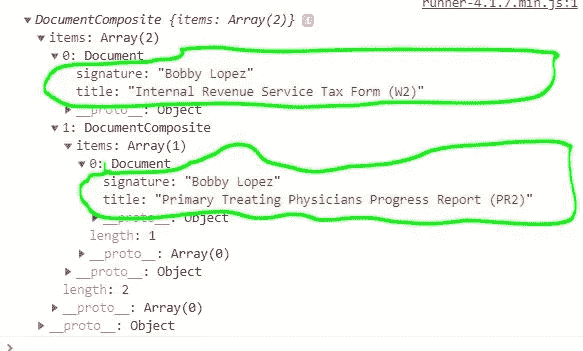 runner-4.1.7.min.js:1
DocumentComposite {items: Array(2)} i
items: Array(2)
0: Document
signature: "Bobby Lopez"
title: "Internal Revenue Service Tax Form (W2)"
__proto__: Object
1: DocumentComposite
items: Array(1)
0: Document
signature: "Bobby Lopez"
title: "Primary Treating Physicians Progress Report (PR2)"
__proto__: Object
length: 1
__proto__: Array(0)
__proto__: Object
length: 2
__proto__: Array(0)
__proto__: Object